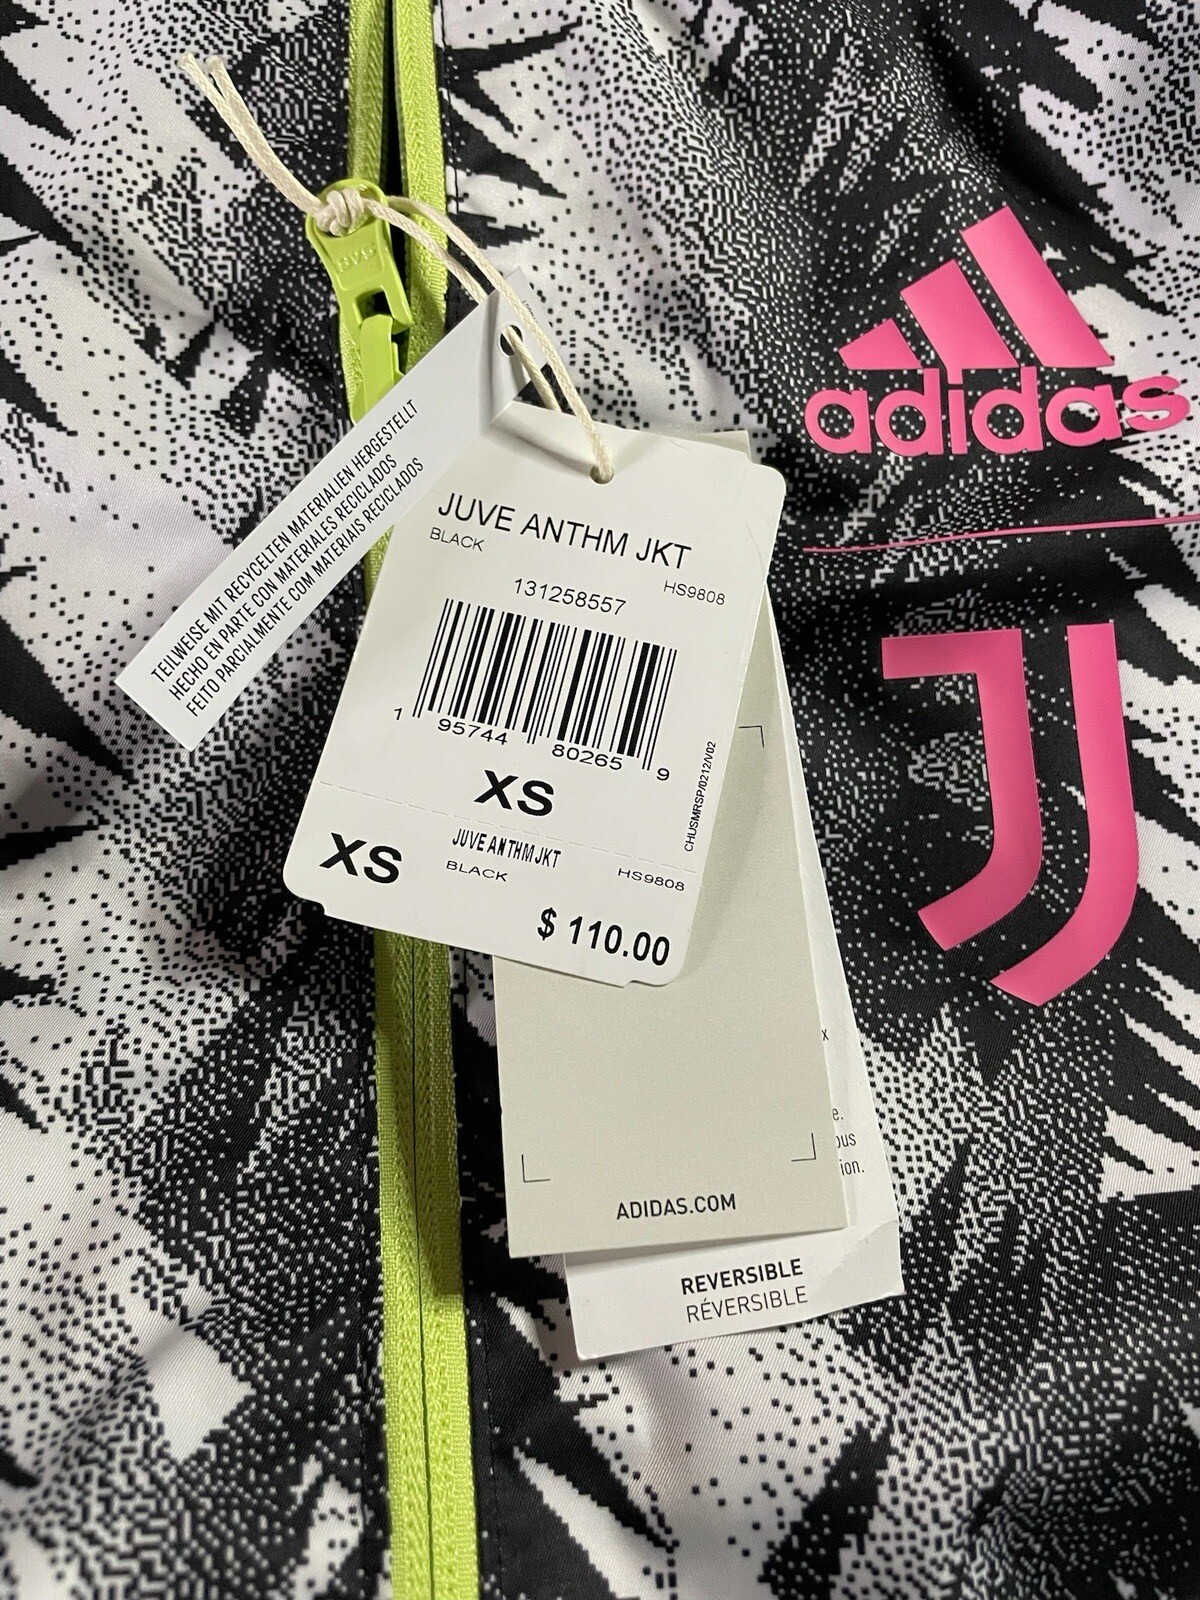 adidas
TEILWEISE MIT RECYCELTEN MATERIALIEN HERGESTELLT
HECHO EN PARTE CON MATERIALES RECICLADOS
FEITO PARCIALMENTE COM MATERIAIS RECICLADOS
JUVE ANTHM JKT
BLACK
HS9808
131258557
1 95744 80265 9
XS
CHUSMRSP/0212/V02
XS
JUVE ANTHM JKT
BLACK
HS9808
$ 110.00
ADIDAS.COM
REVERSIBLE
RÉVERSIBLE